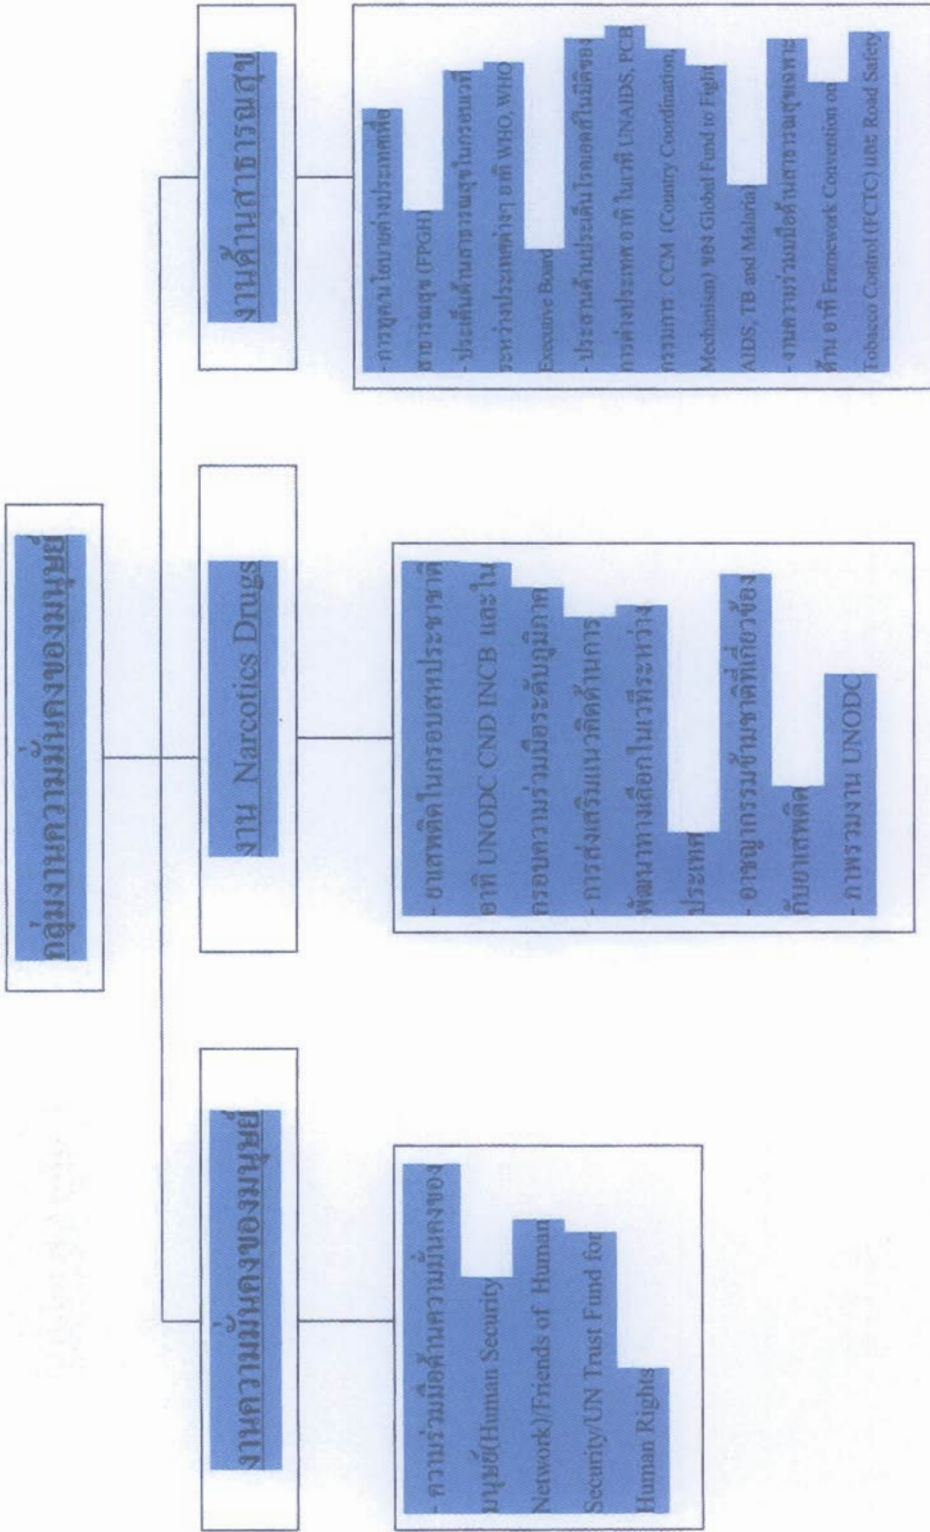 กลุ่มงานความมั่นคงของมนุษย์
งานความมั่นคงของมนุษย์
- ความร่วมมือด้านความมั่นคงของ
มนุษย์(Human Security
Network)/Friends of Human
Security/UN Trust Fund for
Human Rights
งาน Narcotics Drugs
- ยาเสพติดในกรอบสหประชาชาติ
อาทิ UNODC CND INCB และใน
กรอบความร่วมมือระดับภูมิภาค
- การส่งเสริมแนวคิดด้านการ
พัฒนาทางเลือกในเวทีระหว่าง
ประเทศ
- อาชญากรรมข้ามชาติที่เกี่ยวข้อง
กับยาเสพติด
- ภาพรวมงาน UNODC
งานด้านสาธารณสุข
- การทูตนโยบายต่างประเทศเพื่อ
สาธารณสุข (FPGH)
- ประเด็นด้านสาธารณสุขในกรอบเวที
ระหว่างประเทศต่างๆ อาทิ WHO, WHO
Executive Board
- ประธานด้านประเด็นโรคเอดส์ในมิติของ
การต่างประเทศ อาทิ ในเวที UNAIDS, PCB
กรรมการ CCM (Country Coordination
Mechanism) ของ Global Fund to Fight
AIDS, TB and Malaria)
- งานความร่วมมือด้านสาธารณสุขเฉพาะ
ด้าน อาทิ Framework Convention on
Tobacco Control (FCTC) และ Road Safety